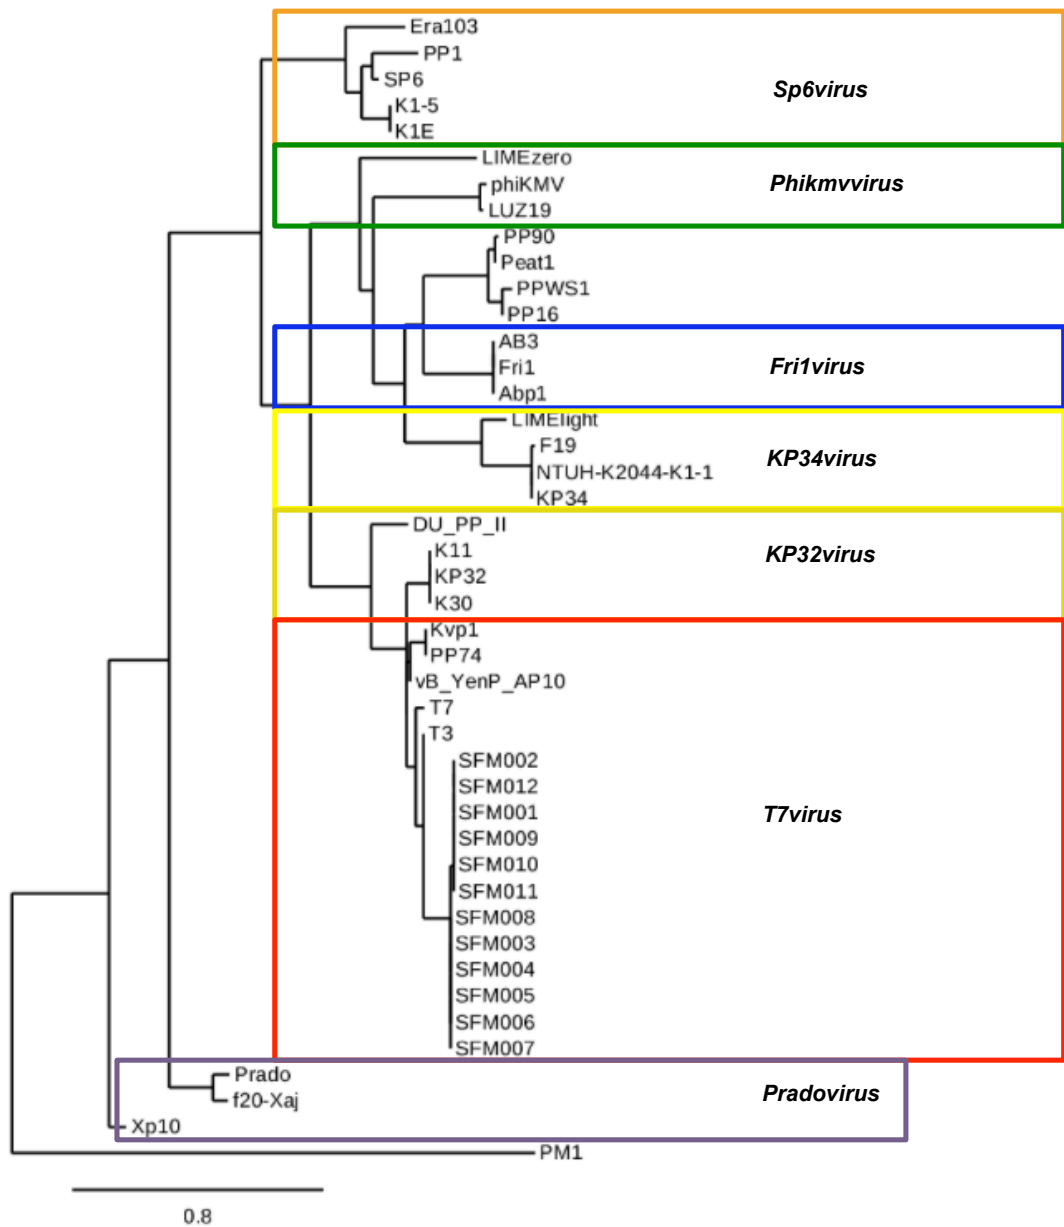 Era103
PP1
SP6
Sp6virus
K1-5
K1E
LIMEzero
phiKMV
Phikmvvirus
LUZ19
PP90
Peat1
PPWS1
PP16
AB3
Fri1
Fri1virus
Abp1
LIMElight
F19
KP34virus
NTUH-K2044-K1-1
KP34
DU_PP_II
K11
KP32virus
KP32
K30
Kvp1
PP74
vB_YenP_AP10
T7
T3
SFM002
SFM012
SFM001
T7virus
SFM009
SFM010
SFM011
SFM008
SFM003
SFM004
SFM005
SFM006
SFM007
Prado
Pradovirus
f20-Xaj
Xp10
PM1
0.8